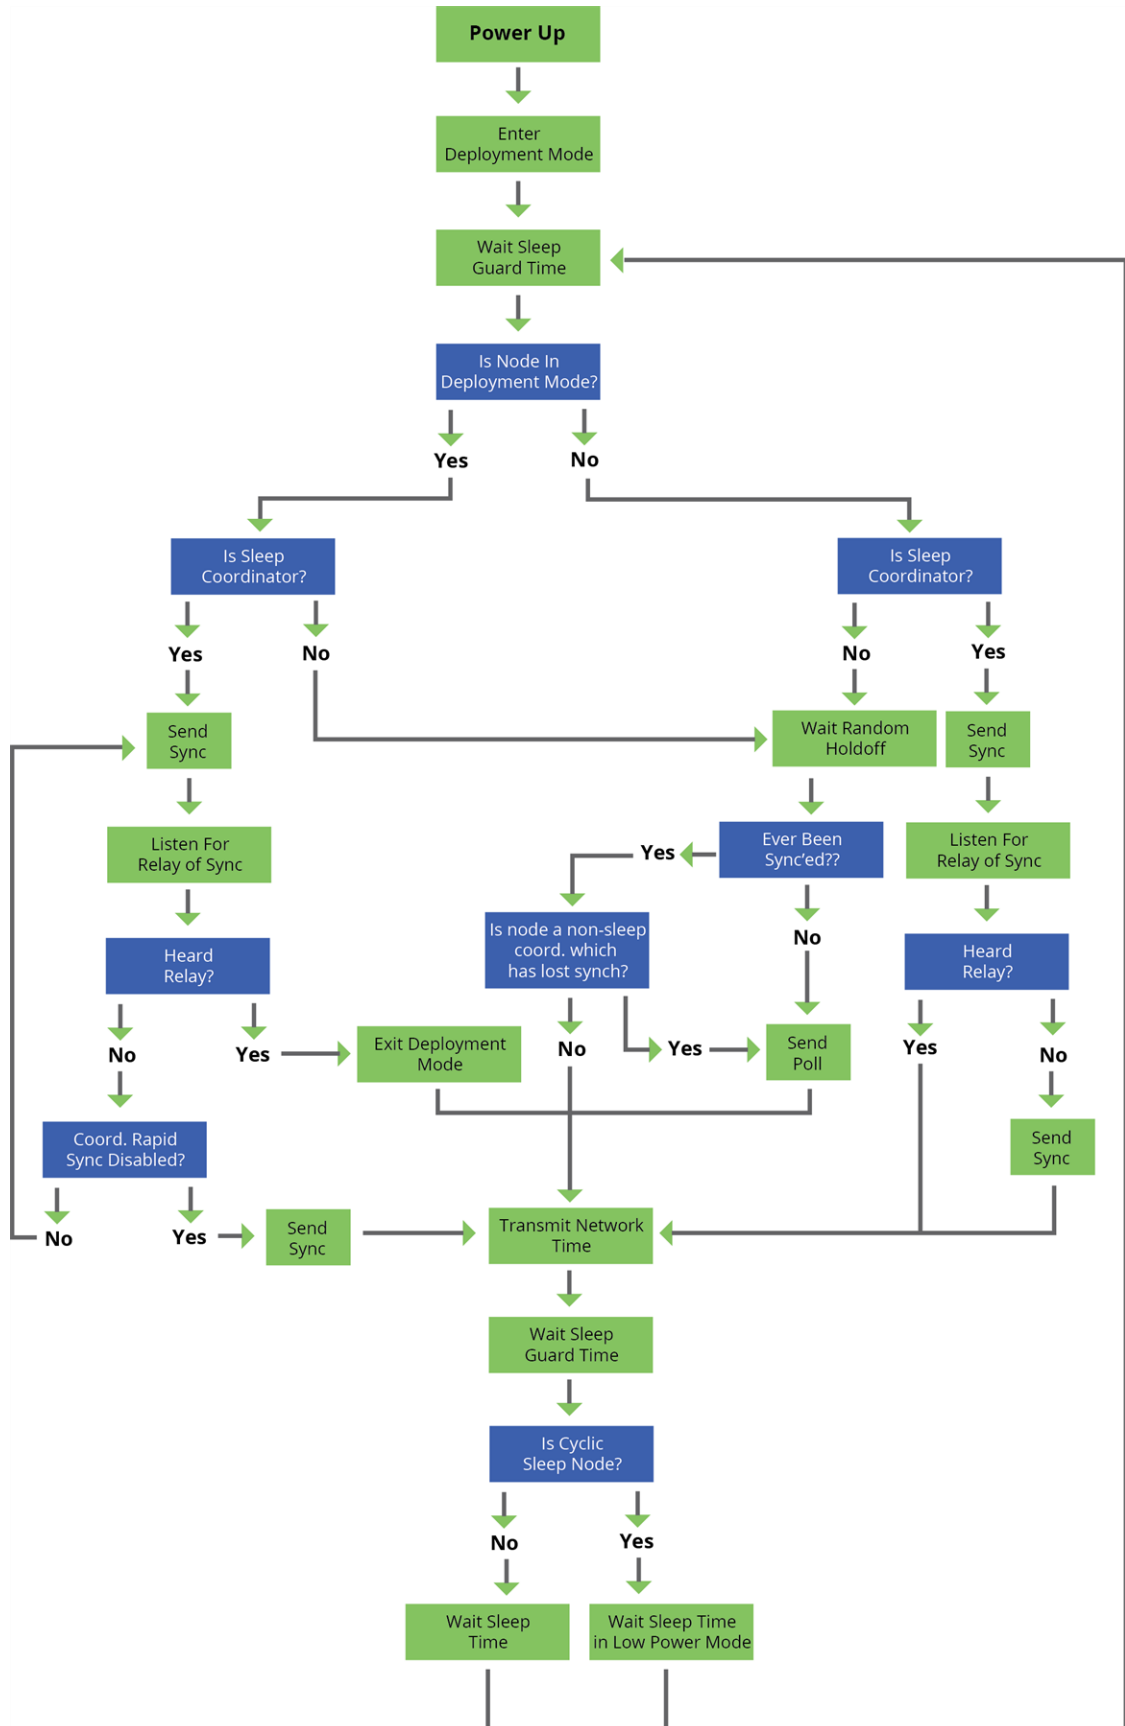 Power Up
Enter
Deployment Mode
Wait Sleep
Guard Time
Is Node In
Deployment Mode?
Yes
No
Is Sleep
Coordinator?
Is Sleep
Coordinator?
Yes
No
No
Yes
Send
Sync
Wait Random
Holdoff
Send
Sync
Listen For
Relay of Sync
Yes
Ever Been
Sync'ed??
Listen For
Relay of Sync
Heard
Relay?
Is node a non-sleep
coord. which
has lost synch?
No
Heard
Relay?
No
Yes
Exit Deployment
Mode
No
Yes
Send
Poll
Yes
No
Coord. Rapid
Sync Disabled?
Send
Sync
No
Yes
Send
Sync
Transmit Network
Time
Wait Sleep
Guard Time
Is Cyclic
Sleep Node?
No
Yes
Wait Sleep
Time
Wait Sleep Time
in Low Power Mode